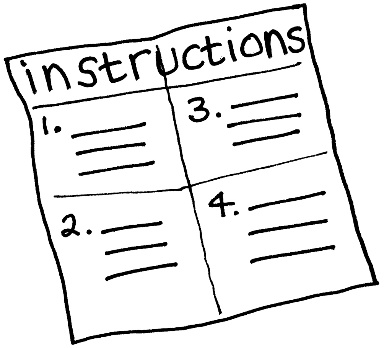 instructions
1.
2.
3.
4.